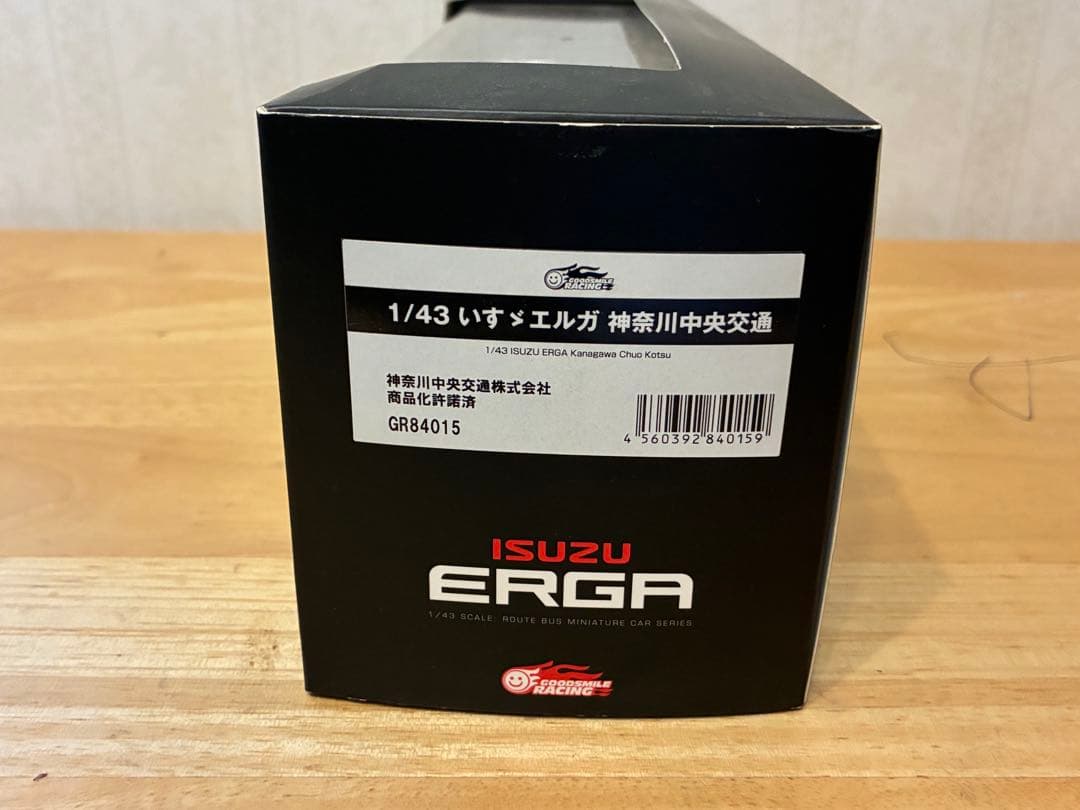 GOODSMILE
RACING
1/43 いすゞエルガ 神奈川中央交通
1/43 ISUZU ERGA Kanagawa Chuo Kotsu
神奈川中央交通株式会社
商品化許諾済
GR84015
4 560392 840159
ISUZU
ERGA
1/43 SCALE ROUTE BUS MINIATURE CAR SERIES
GOODSMILE
RACING